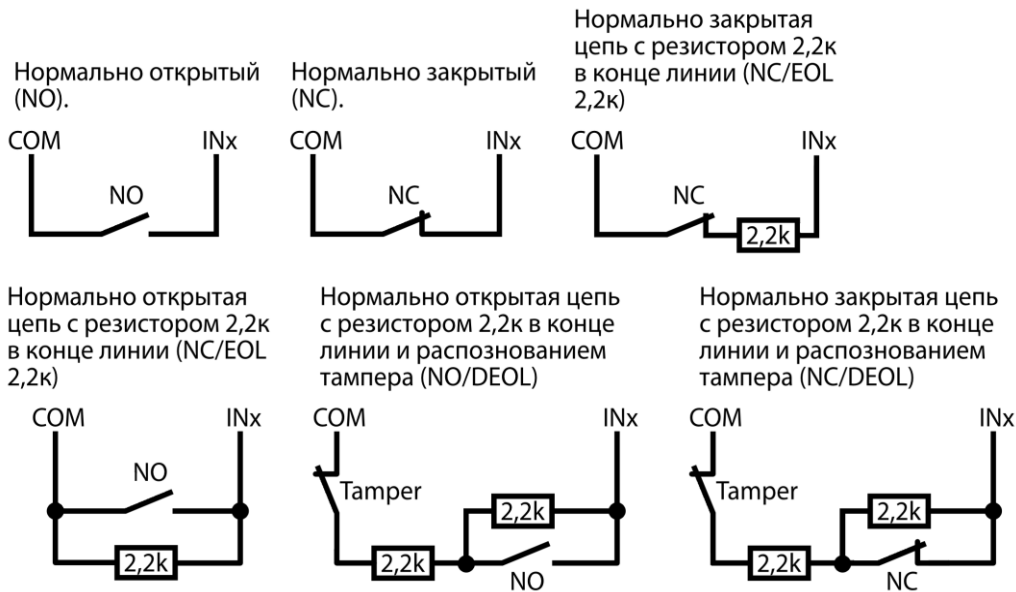 Нормально открытый
(NO).
COM INx
NO
Нормально закрытый
(NC).
COM INx
NC
Нормально закрытая
цепь с резистором 2,2к
в конце линии (NC/EOL
2,2к)
COM INx
NC
2,2k
Нормально открытая
цепь с резистором 2,2к
в конце линии (NC/EOL
2,2к)
COM INx
NO
2,2k
Нормально открытая цепь
с резистором 2,2к в конце
линии и распознованием
тампера (NO/DEOL)
COM INx
Tamper
2,2k
2,2k
NO
Нормально закрытая цепь
с резистором 2,2к в конце
линии и распознованием
тампера (NC/DEOL)
COM INx
Tamper
2,2k
2,2k
NC